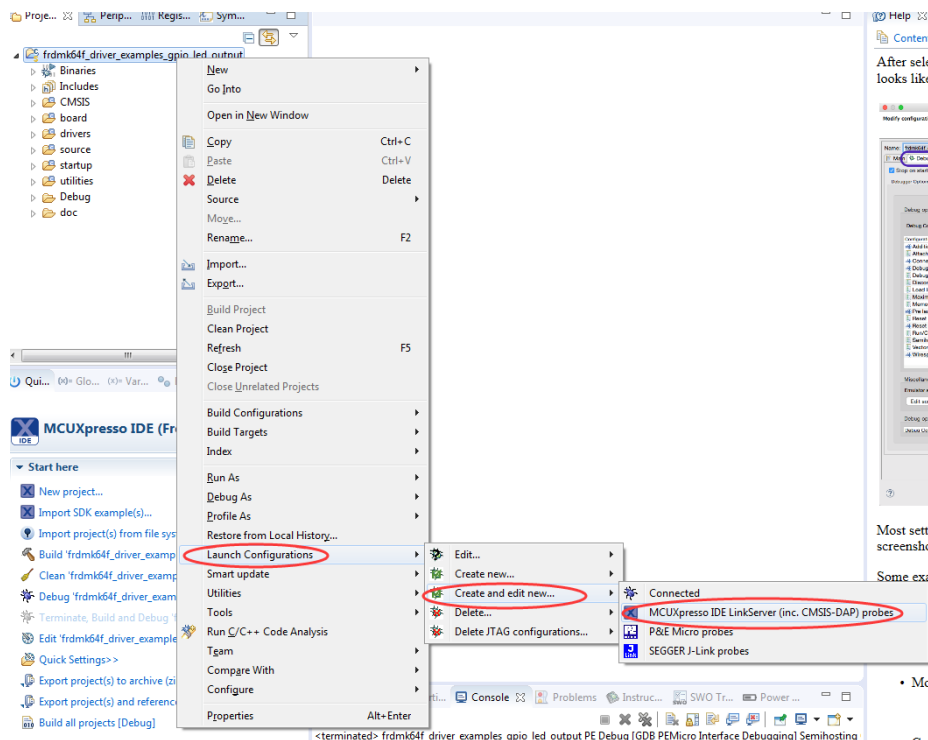 Proje... Perip... Regis... Sym...
frdmk64f_driver_examples_gpio_led_output
Binaries
Includes
CMSIS
board
drivers
source
startup
utilities
Debug
doc
New
Go Into
Open in New Window
Copy Ctrl+C
Paste Ctrl+V
Delete Delete
Source
Move...
Rename... F2
Import...
Export...
Build Project
Clean Project
Refresh F5
Close Project
Close Unrelated Projects
Build Configurations
Build Targets
Index
Run As
Debug As
Profile As
Restore from Local History...
Launch Configurations
Smart update
Utilities
Tools
Run C/C++ Code Analysis
Team
Compare With
Configure
Properties Alt+Enter
Edit...
Create new...
Create and edit new...
Delete...
Delete JTAG configurations...
Connected
MCUXpresso IDE LinkServer (inc. CMSIS-DAP) probes
P&E Micro probes
SEGGER J-Link probes
Qui... (x)= Glo... (x)= Var...
IDE
MCUXpresso IDE (Fr
Start here
New project...
Import SDK example(s)...
Import project(s) from file sys
Build 'frdmk64f_driver_examp
Clean 'frdmk64f_driver_examp
Debug 'frdmk64f_driver_exam
Terminate, Build and Debug '
Edit 'frdmk64f_driver_example
Quick Settings>>
Export project(s) to archive (zi
Export project(s) and reference
Build all projects [Debug]
Console Problems Instruc... SWO Tr... Power ...
<terminated> frdmk64f_driver_examples_gpio_led_output PE Debug [GDB PEMicro Interface Debugging] Semihosting
Help
Conten
After sele
looks like
Most sett
screensho
Some exa
• Mo